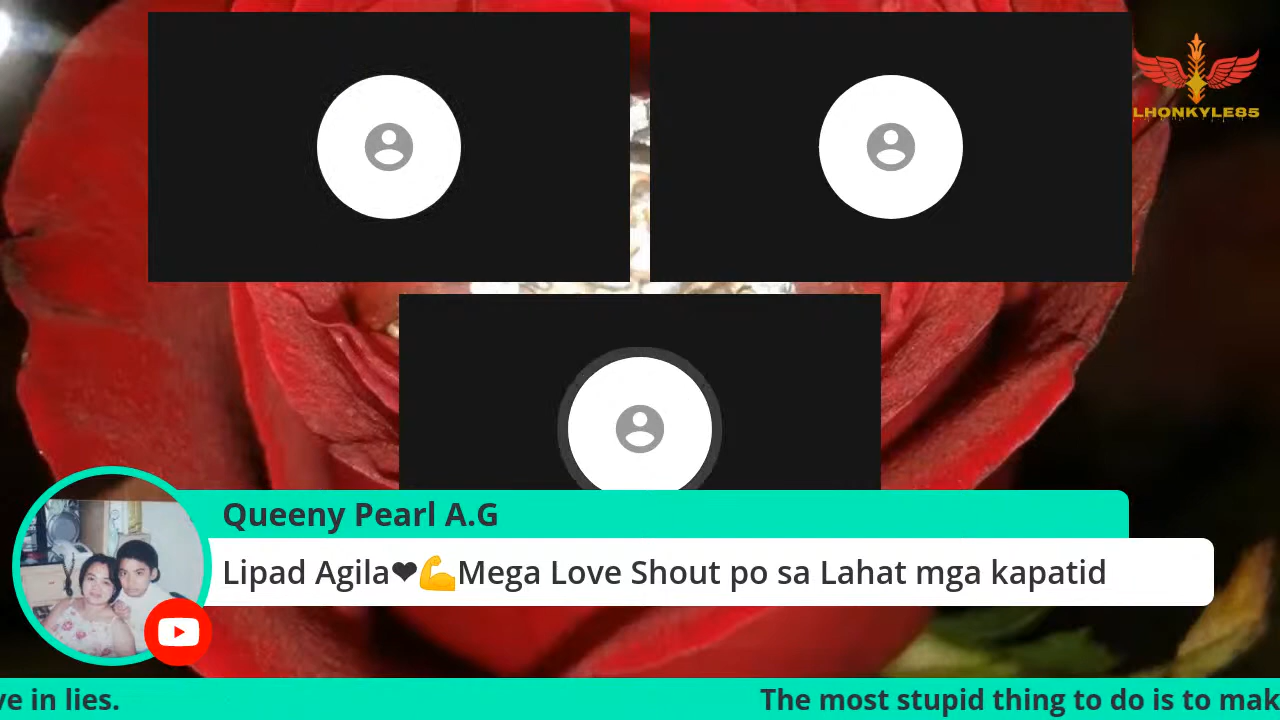 LHONKYLE85
Queeny Pearl A.G
Lipad Agila❤💪Mega Love Shout po sa Lahat mga kapatid
ve in lies. The most stupid thing to do is to mak